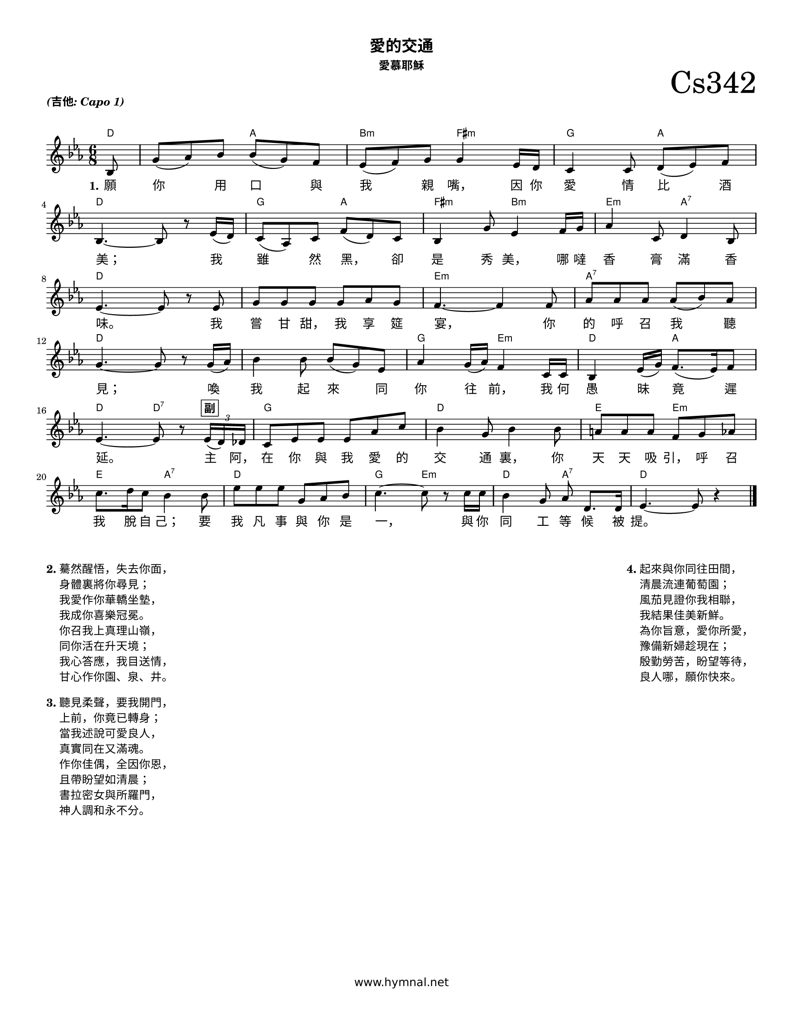 愛的交通
愛慕耶穌
Cs342
(吉他: Capo 1)
D A Bm F♯m G A
6
8
1. 願 你 用 口 與 我 親 嘴， 因 你 愛 情 比 酒
4 D G A F♯m Bm Em A7
美； 我 雖 然 黑， 卻 是 秀 美， 哪 噠 香 膏 滿 香
8 D Em A7
味。 我 嘗 甘 甜， 我 享 筵 宴， 你 的 呼 召 我 聽
12 D G Em D A
見； 喚 我 起 來 同 你 往 前， 我 何 愚 昧 竟 遲
16 D D7 副 3 G D E Em
延。 主 阿， 在 你 與 我 愛 的 交 通 裏， 你 天 天 吸 引， 呼 召
20 E A7 D G Em D A7 D
我 脫 自 己； 要 我 凡 事 與 你 是 一， 與 你 同 工 等 候 被 提。
2. 驀然醒悟，失去你面，
身體裏將你尋見；
我愛作你華轎坐墊，
我成你喜樂冠冕。
你召我上真理山嶺，
同你活在升天境；
我心答應，我目送情，
甘心作你園、泉、井。
3. 聽見柔聲，要我開門，
上前，你竟已轉身；
當我述說可愛良人，
真實同在又滿魂。
作你佳偶，全因你恩，
且帶盼望如清晨；
書拉密女與所羅門，
神人調和永不分。
4. 起來與你同往田間，
清晨流連葡萄園；
風茄見證你我相聯，
我結果佳美新鮮。
為你旨意，愛你所愛，
豫備新婦趁現在；
殷勤勞苦，盼望等待，
良人哪，願你快來。
www.hymnal.net